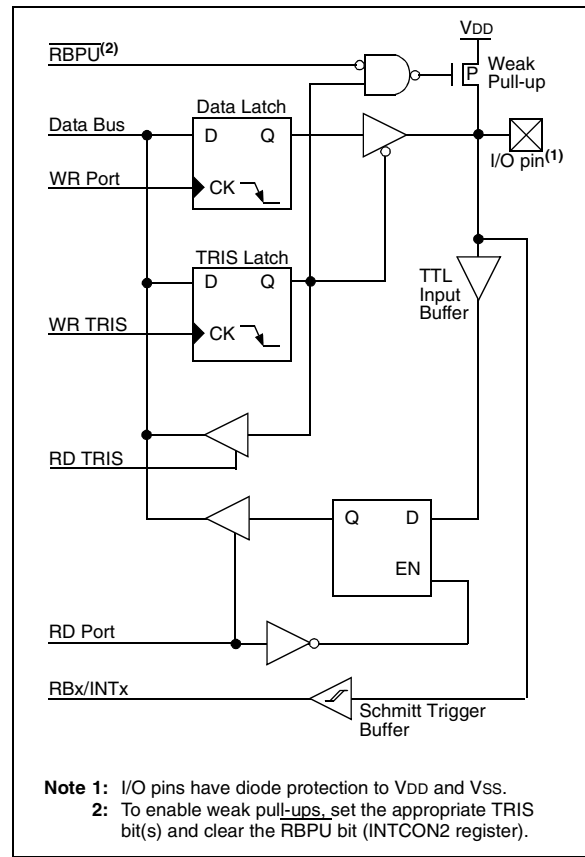 VDD
RBPU(2)
P
Weak
Pull-up
Data Latch
Data Bus
D Q
I/O pin(1)
WR Port
CK
TRIS Latch
D Q
TTL
Input
Buffer
WR TRIS
CK
RD TRIS
Q D
EN
RD Port
RBx/INTx
Schmitt Trigger
Buffer
Note 1: I/O pins have diode protection to VDD and VSS.
2: To enable weak pull-ups, set the appropriate TRIS
bit(s) and clear the RBPU bit (INTCON2 register).